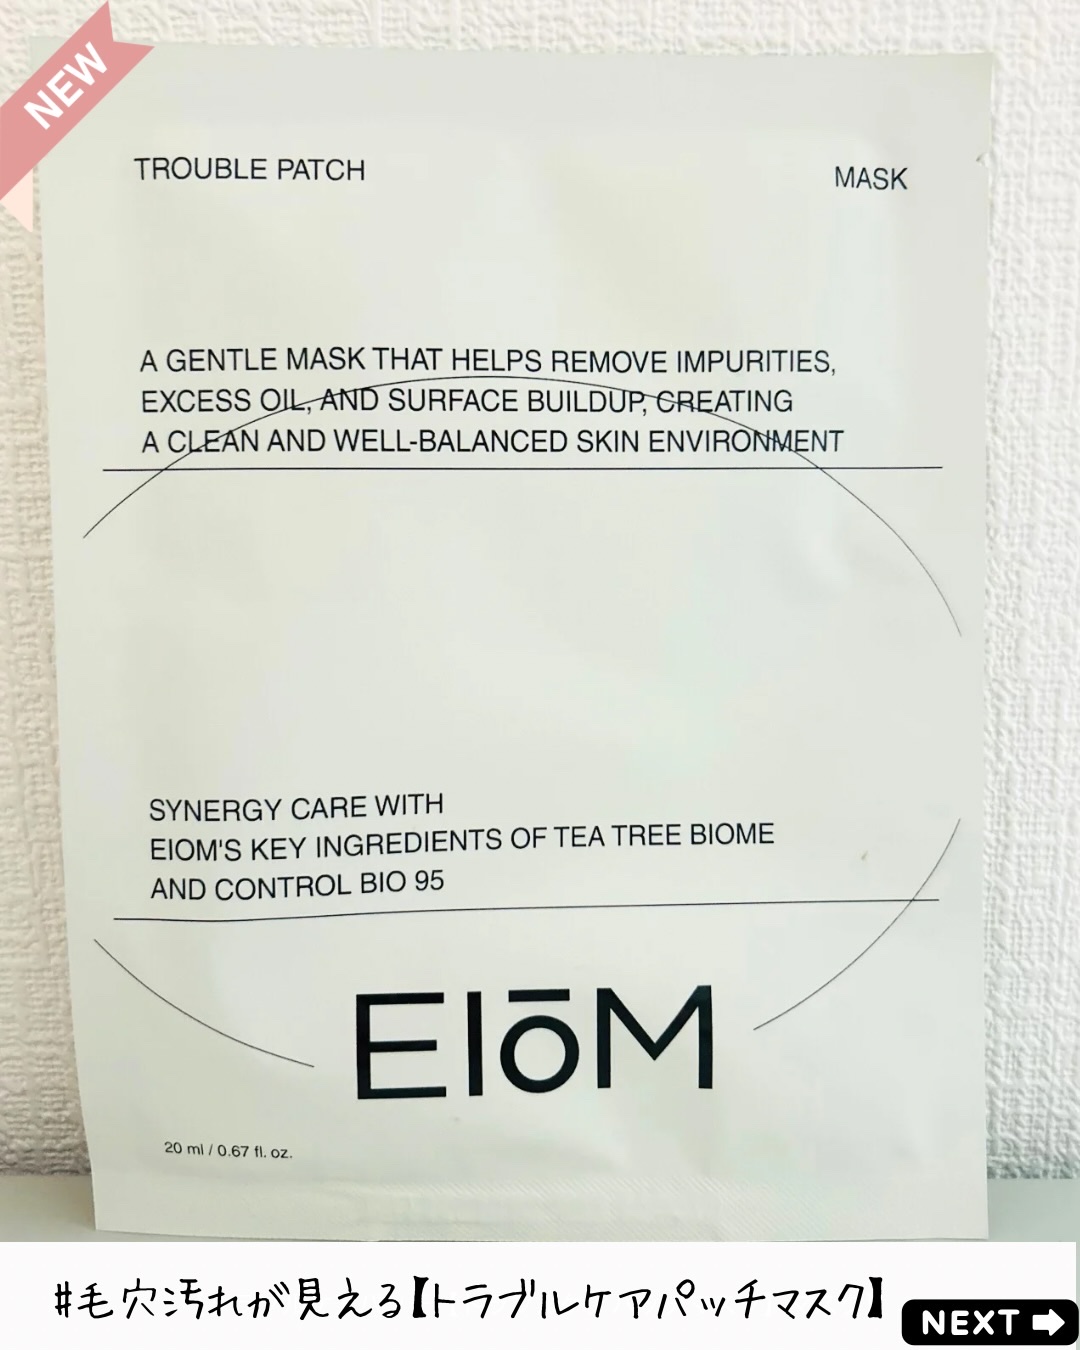 NEW
TROUBLE PATCH
MASK
A GENTLE MASK THAT HELPS REMOVE IMPURITIES,
EXCESS OIL, AND SURFACE BUILDUP, CREATING
A CLEAN AND WELL-BALANCED SKIN ENVIRONMENT
SYNERGY CARE WITH
EIOM'S KEY INGREDIENTS OF TEA TREE BIOME
AND CONTROL BIO 95
EIōM
20 ml / 0.67 fl. oz.
#毛穴汚れが見える【トラブルケアパッチマスク】
NEXT